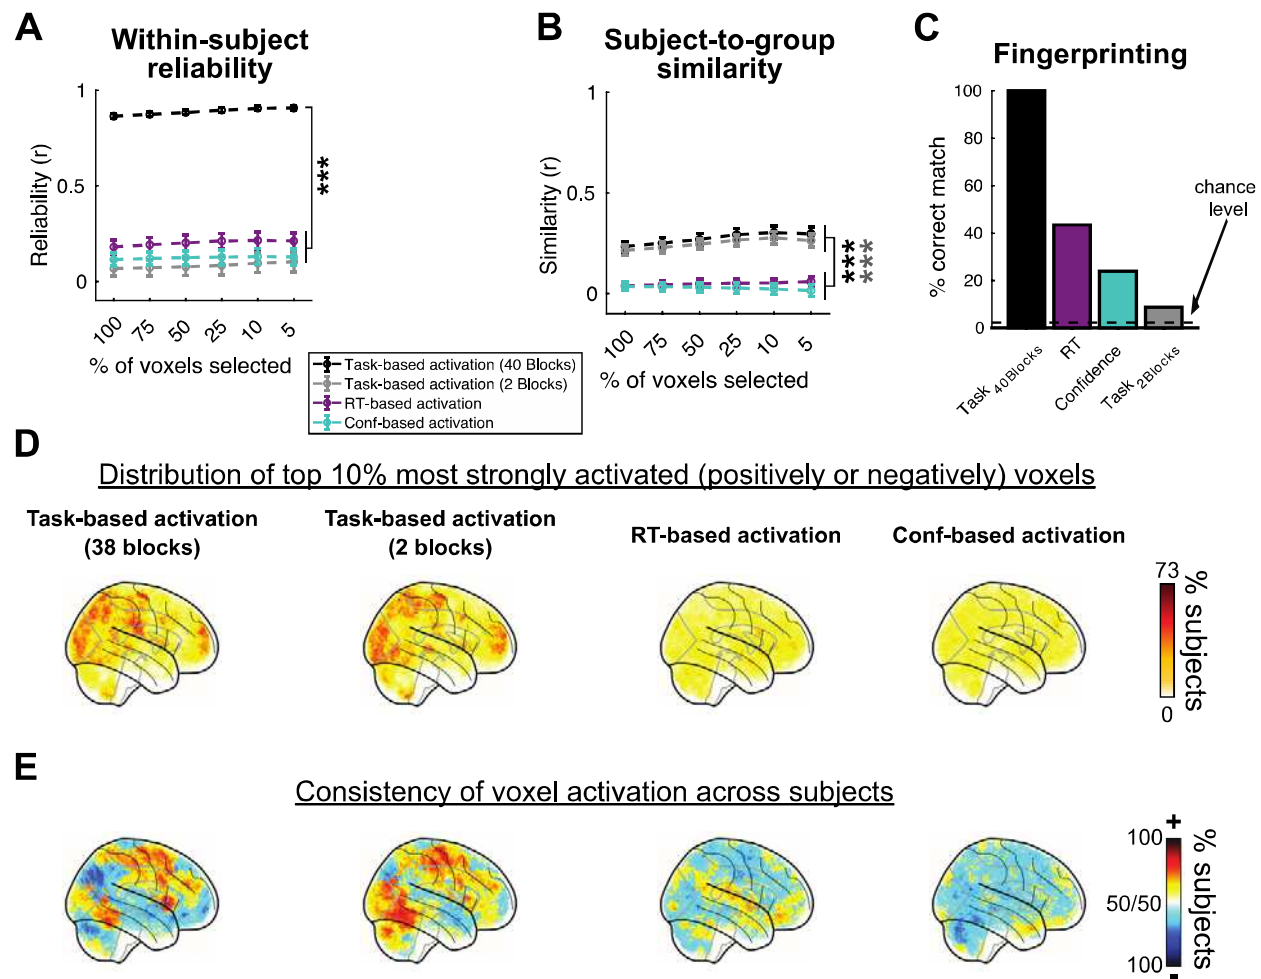 A
Within-subject
reliability
1
0.5
0
Reliability (r)
***
100
75
50
25
10
5
% of voxels selected
B
Subject-to-group
similarity
1
0.5
0
Similarity (r)
***
***
100
75
50
25
10
5
% of voxels selected
Task-based activation (40 Blocks)
Task-based activation (2 Blocks)
RT-based activation
Conf-based activation
C
Fingerprinting
100
80
60
40
20
0
% correct match
chance
level
Task 40Blocks
RT
Confidence
Task 2Blocks
D
Distribution of top 10% most strongly activated (positively or negatively) voxels
Task-based activation
(38 blocks)
Task-based activation
(2 blocks)
RT-based activation
Conf-based activation
73
0
% subjects
E
Consistency of voxel activation across subjects
+
100
50/50
100
-
% subjects